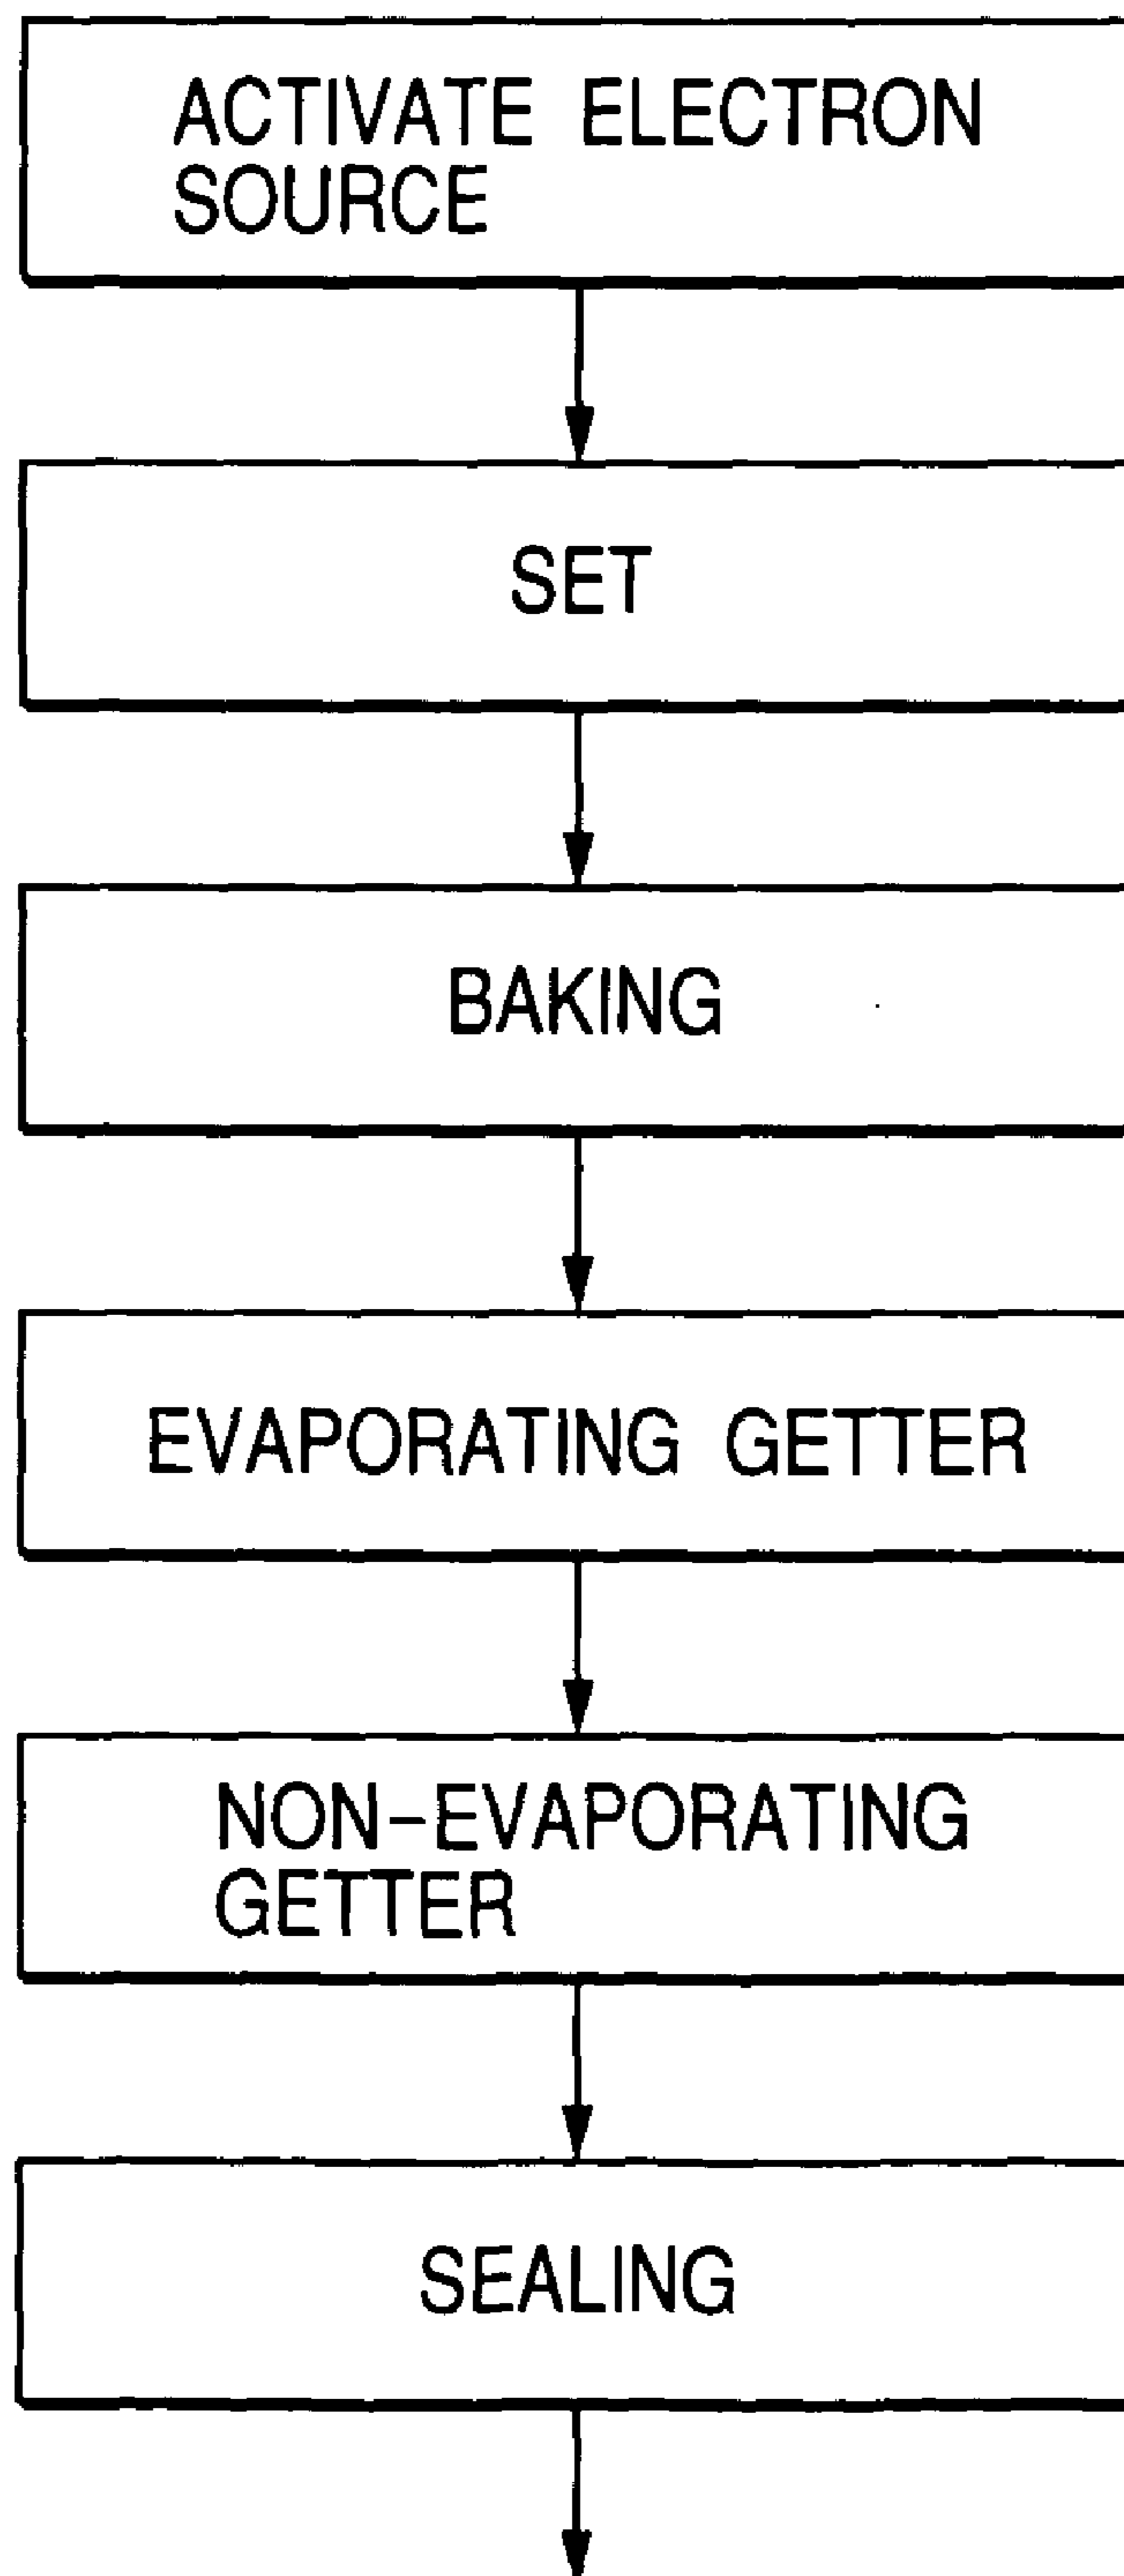 ACTIVATE ELECTRON
SOURCE
SET
BAKING
EVAPORATING GETTER
NON-EVAPORATING
GETTER
SEALING